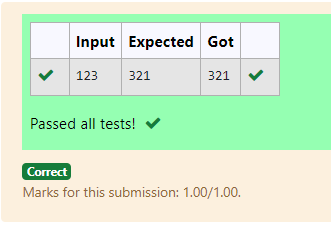 Input Expected Got
123 321 321
Passed all tests!
Correct
Marks for this submission: 1.00/1.00.